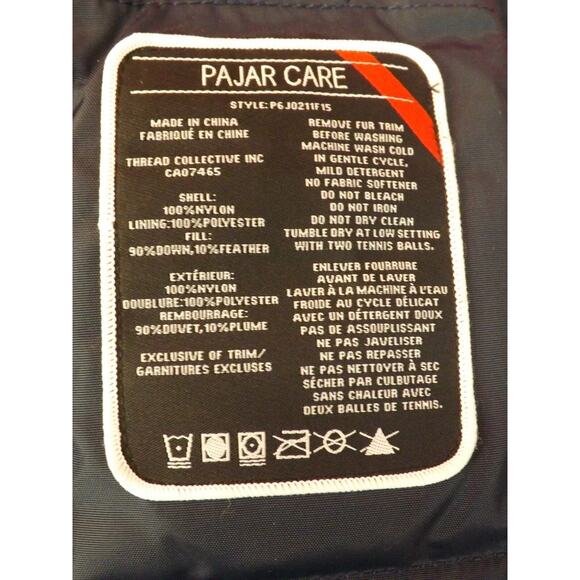 PAJAR CARE
STYLE: P6J0211F15
MADE IN CHINA
FABRIQUÉ EN CHINE
THREAD COLLECTIVE INC
CA07465
SHELL:
100%NYLON
LINING:100%POLYESTER
FILL:
90%DOWN,10%FEATHER
EXTÉRIEUR:
100%NYLON
DOUBLURE:100%POLYESTER
REMBOURRAGE:
90%DUVET,10%PLUME
EXCLUSIVE OF TRIM/
GARNITURES EXCLUSES
REMOVE FUR TRIM
BEFORE WASHING
MACHINE WASH COLD
IN GENTLE CYCLE,
MILD DETERGENT
NO FABRIC SOFTENER
DO NOT BLEACH
DO NOT IRON
DO NOT DRY CLEAN
TUMBLE DRY AT LOW SETTING
WITH TWO TENNIS BALLS.
ENLEVER FOURRURE
AVANT DE LAVER
LAVER À LA MACHINE À L'EAU
FROIDE AU CYCLE DÉLICAT
AVEC UN DÉTERGENT DOUX
PAS DE ASSOUPLISSANT
NE PAS JAVELISER
NE PAS REPASSER
NE PAS NETTOYER À SEC
SÉCHER PAR CULBUTAGE
SANS CHALEUR AVEC
DEUX BALLES DE TENNIS.